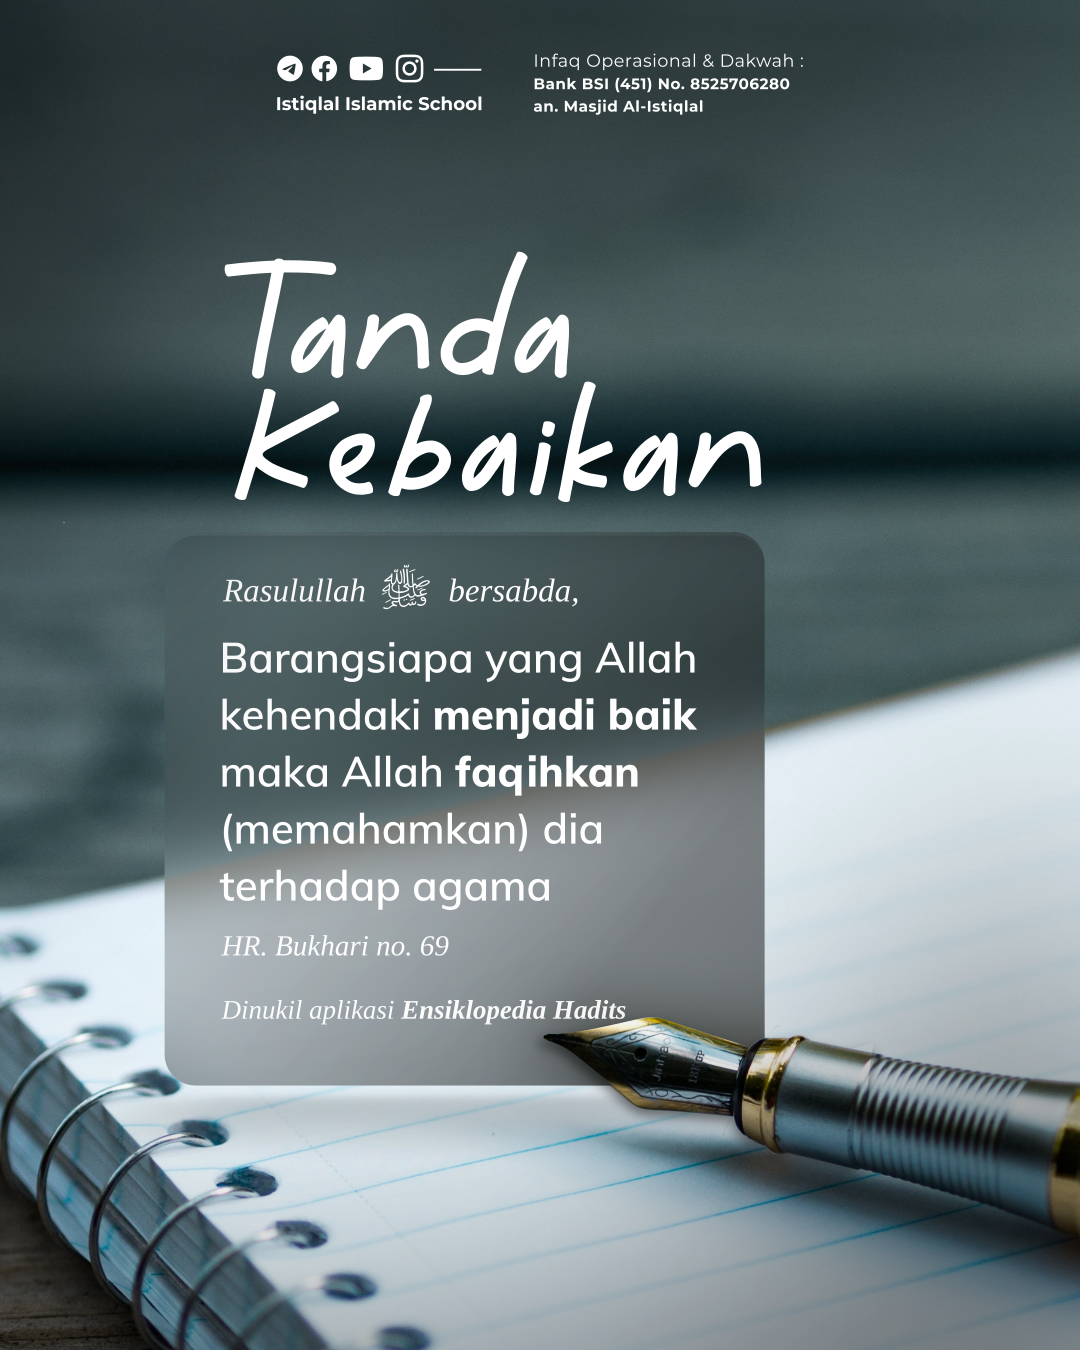 Istiqlal Islamic School
Infaq Operasional & Dakwah :
Bank BSI (451) No. 8525706280
an. Masjid Al-Istiqlal
Tanda
Kebaikan
Rasulullah ﷺ bersabda,
Barangsiapa yang Allah
kehendaki menjadi baik
maka Allah faqihkan
(memahamkan) dia
terhadap agama
HR. Bukhari no. 69
Dinukil aplikasi Ensiklopedia Hadits
Jinhao
18KGP